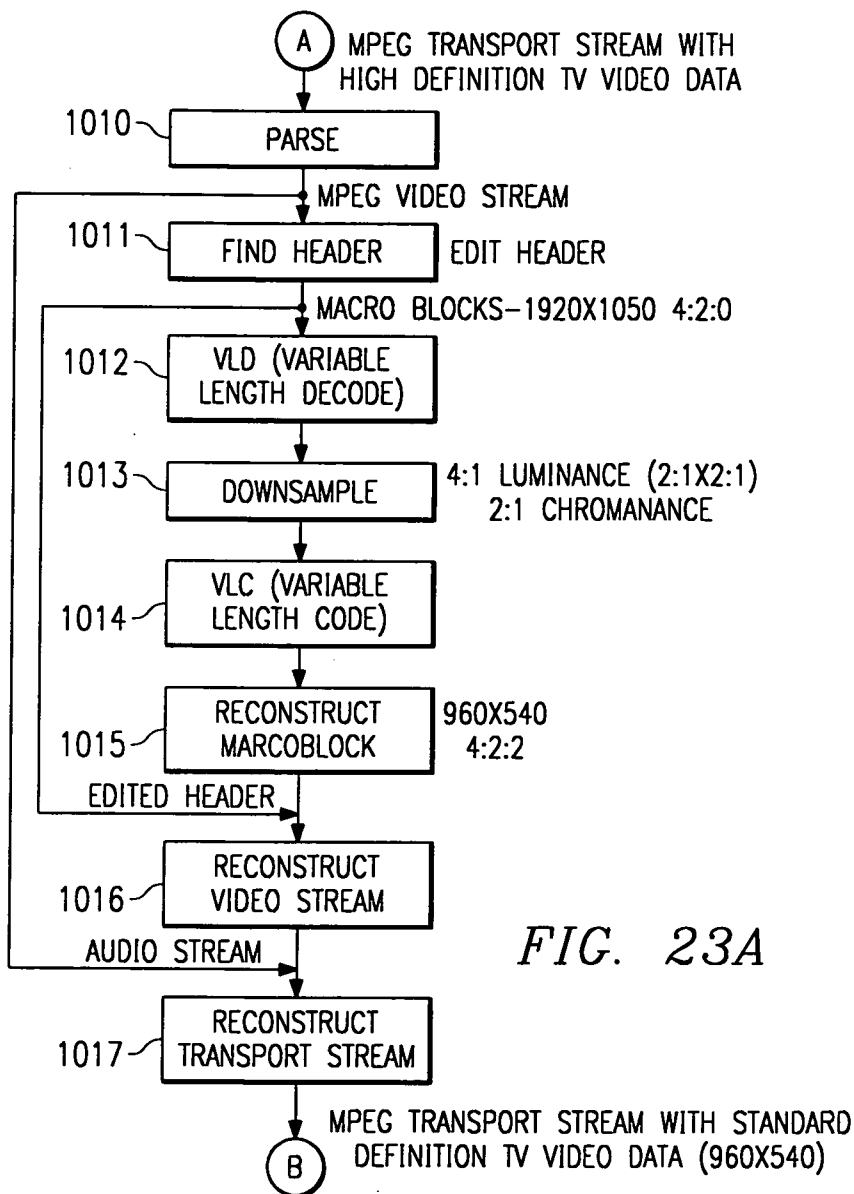 A
MPEG TRANSPORT STREAM WITH
HIGH DEFINITION TV VIDEO DATA
1010
PARSE
MPEG VIDEO STREAM
1011
FIND HEADER
EDIT HEADER
MACRO BLOCKS-1920X1050 4:2:0
1012
VLD (VARIABLE
LENGTH DECODE)
1013
DOWNSAMPLE
4:1 LUMINANCE (2:1X2:1)
2:1 CHROMANANCE
VLC (VARIABLE
LENGTH CODE)
1014
RECONSTRUCT
MARCOBLOCK
1015
960X540
4:2:2
EDITED HEADER
RECONSTRUCT
VIDEO STREAM
1016
AUDIO STREAM
FIG. 23A
RECONSTRUCT
TRANSPORT STREAM
1017
MPEG TRANSPORT STREAM WITH STANDARD
DEFINITION TV VIDEO DATA (960X540)
B